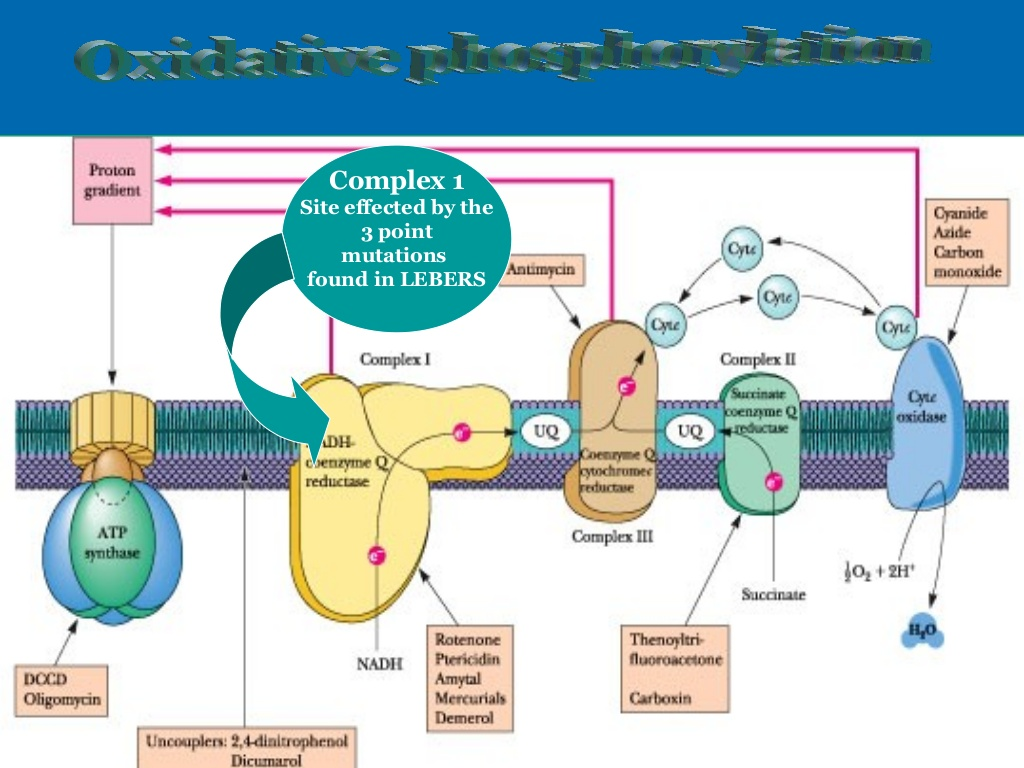 Oxidative phosphorylation
Proton
gradient
Complex 1
Site effected by the
3 point
mutations
found in LEBERS
Antimycin
Cytc
Cytc
Cytc
Cytc
Cyanide
Azide
Carbon
monoxide
Complex I
Complex II
NADH-
coenzyme Q
reductase
UQ
Coenzyme Q
cytochrome c
reductase
UQ
Succinate
coenzyme Q
reductase
Cytc
oxidase
e-
e-
e-
e-
ATP
synthase
Complex III
½O2 + 2H+
H2O
Succinate
NADH
DCCD
Oligomycin
Rotenone
Ptericidin
Amytal
Mercurials
Demerol
Thenoyltri-
fluoroacetone
Carboxin
Uncouplers: 2,4-dinitrophenol
Dicumarol